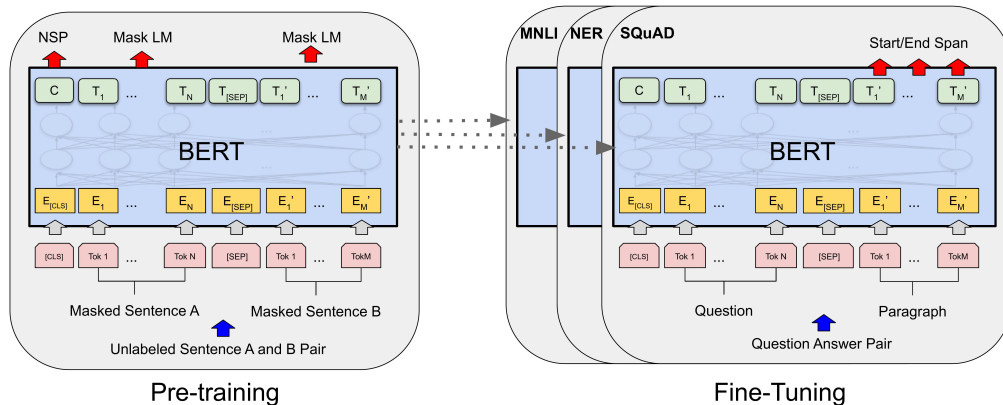 NSP Mask LM Mask LM
C T1 ... TN T[SEP] T1' ... TM'
...
BERT
...
E[CLS] E1 ... EN E[SEP] E1' ... EM'
[CLS] Tok 1 ... Tok N [SEP] Tok 1 ... TokM
Masked Sentence A Masked Sentence B
Unlabeled Sentence A and B Pair
Pre-training
MNLI NER SQuAD
Start/End Span
C T1 ... TN T[SEP] T1' ... TM'
...
BERT
...
E[CLS] E1 ... EN E[SEP] E1' ... EM'
[CLS] Tok 1 ... Tok N [SEP] Tok 1 ... TokM
Question Paragraph
Question Answer Pair
Fine-Tuning